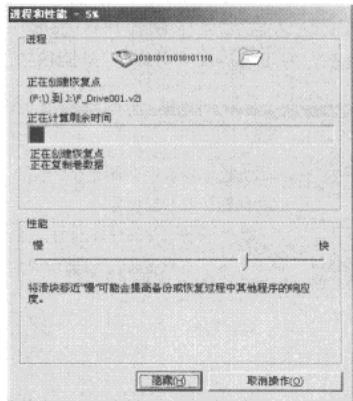 进程和性能 - 5%
进程
010101110101011110
正在创建恢复点
(F:\) 到 J:\F_Drive001.v2i
正在计算剩余时间
正在创建恢复点
正在复制卷数据
性能
慢
快
将滑块移近“慢”可能会提高备份或恢复过程中其他程序的响应
度。
隐藏(H)
取消操作(O)